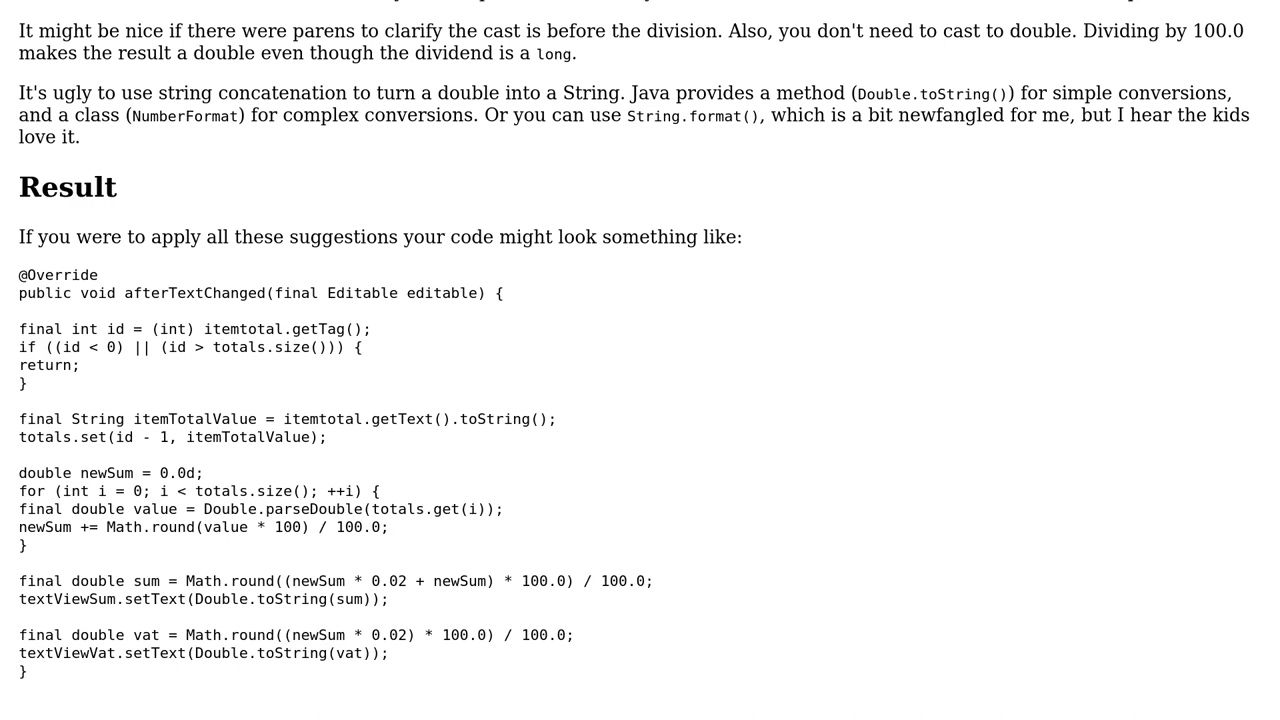 It might be nice if there were parens to clarify the cast is before the division. Also, you don't need to cast to double. Dividing by 100.0
makes the result a double even though the dividend is a long.
It's ugly to use string concatenation to turn a double into a String. Java provides a method (Double.toString()) for simple conversions,
and a class (NumberFormat) for complex conversions. Or you can use String.format(), which is a bit newfangled for me, but I hear the kids
love it.
Result
If you were to apply all these suggestions your code might look something like:
@Override
public void afterTextChanged(final Editable editable) {
final int id = (int) itemtotal.getTag();
if ((id < 0) || (id > totals.size())) {
return;
}
final String itemTotalValue = itemtotal.getText().toString();
totals.set(id - 1, itemTotalValue);
double newSum = 0.0d;
for (int i = 0; i < totals.size(); ++i) {
final double value = Double.parseDouble(totals.get(i));
newSum += Math.round(value * 100) / 100.0;
}
final double sum = Math.round((newSum * 0.02 + newSum) * 100.0) / 100.0;
textViewSum.setText(Double.toString(sum));
final double vat = Math.round((newSum * 0.02) * 100.0) / 100.0;
textViewVat.setText(Double.toString(vat));
}